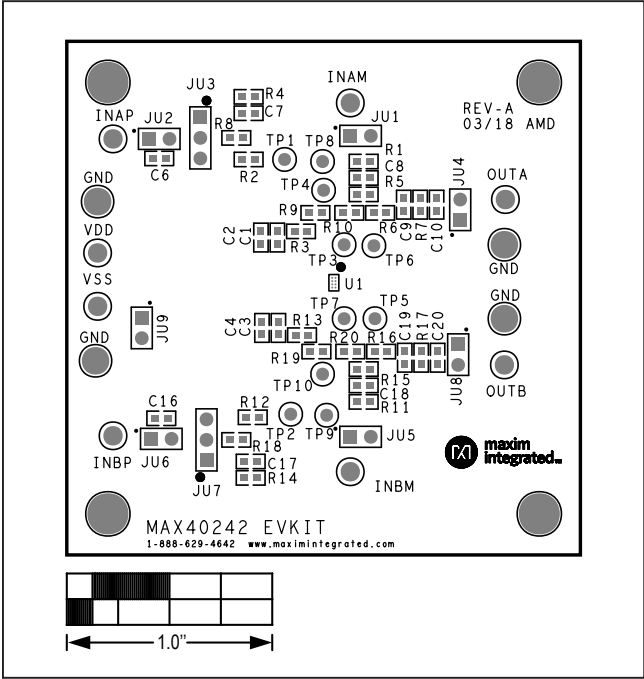 INAM
JU3
R4
C7
REV-A
03/18 AMD
INAP
JU2
R8
JU1
TP1
TP8
R1
C8
R5
JU4
C6
R2
TP4
OUTA
GND
R9
R10
R6
C9
R7
C10
VDD
C2
C1
R3
TP3
TP6
GND
VSS
U1
GND
TP7
TP5
JU9
C4
C3
R13
C19
R17
C20
GND
R19
R20
R16
JU8
TP10
R15
C18
R11
OUTB
C16
R12
TP2
TP9
JU5
INBP
JU6
R18
C17
R14
JU7
INBM
maxim
integrated™
MAX40242 EVKIT
1-888-629-4642 www.maximintegrated.com
1.0"